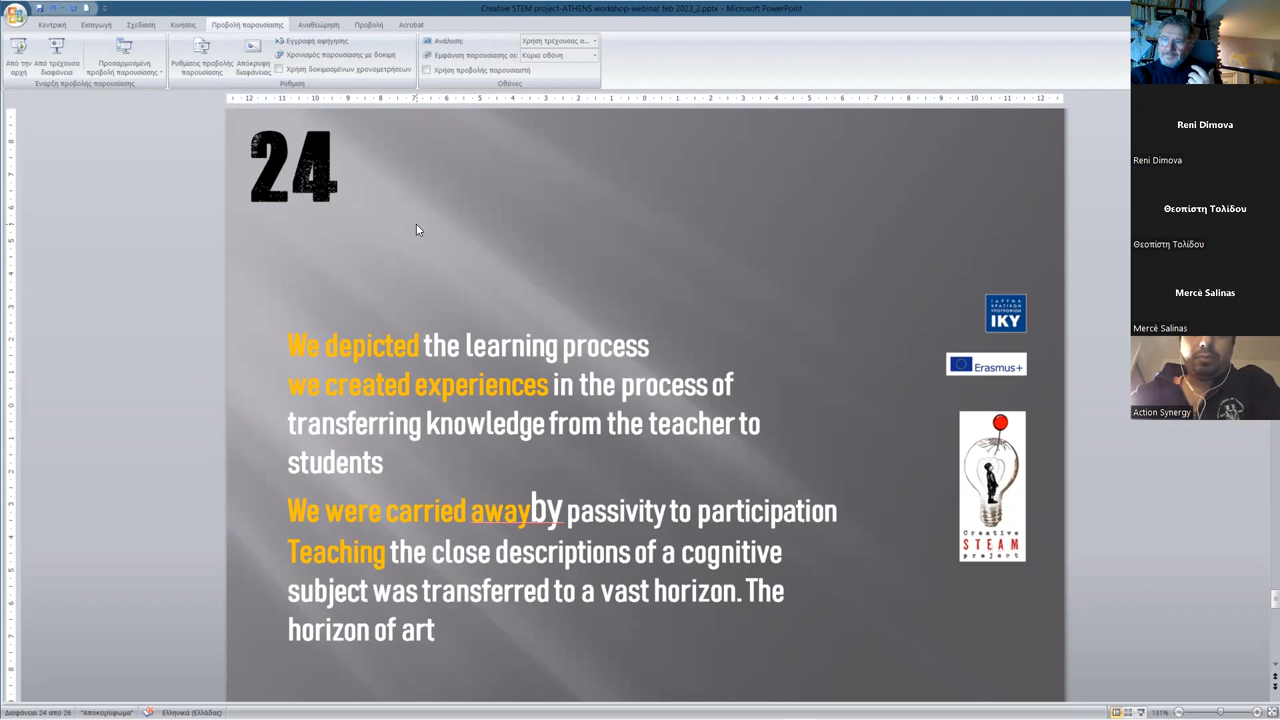 Creative STEM project-ATHENS workshop-webinar feb 2023_2.pptx - Microsoft PowerPoint
Κεντρική Εισαγωγή Σχεδίαση Κινήσεις Προβολή παρουσίασης Αναθεώρηση Προβολή Acrobat
Από την αρχή
Από τρέχουσα διαφάνεια
Προσαρμοσμένη προβολή παρουσίασης
Έναρξη προβολής παρουσίασης
Ρυθμίσεις προβολής παρουσίασης
Απόκρυψη διαφάνειας
Εγγραφή αφήγησης
Χρονισμός παρουσίασης με δοκιμή
Χρήση δοκιμασμένων χρονομετρήσεων
Ρύθμιση
Ανάλυση: Χρήση τρέχουσας α...
Εμφάνιση παρουσίασης σε: Κύρια οθόνη
Χρήση προβολής παρουσιαστή
Οθόνες
24
We depicted the learning process
we created experiences in the process of
transferring knowledge from the teacher to
students
We were carried awayby passivity to participation
Teaching the close descriptions of a cognitive
subject was transferred to a vast horizon. The
horizon of art
ΙΔΡΥΜΑ
ΚΡΑΤΙΚΩΝ
ΥΠΟΤΡΟΦΙΩΝ
IKY
Erasmus+
Creative
STEAM
project
Reni Dimova
Reni Dimova
Θεοπίστη Τολίδου
Θεοπίστη Τολίδου
Mercè Salinas
Mercè Salinas
Action Synergy
Διαφάνεια 24 από 26 "Αποκορύφωμα" Ελληνικά (Ελλάδας) 131%